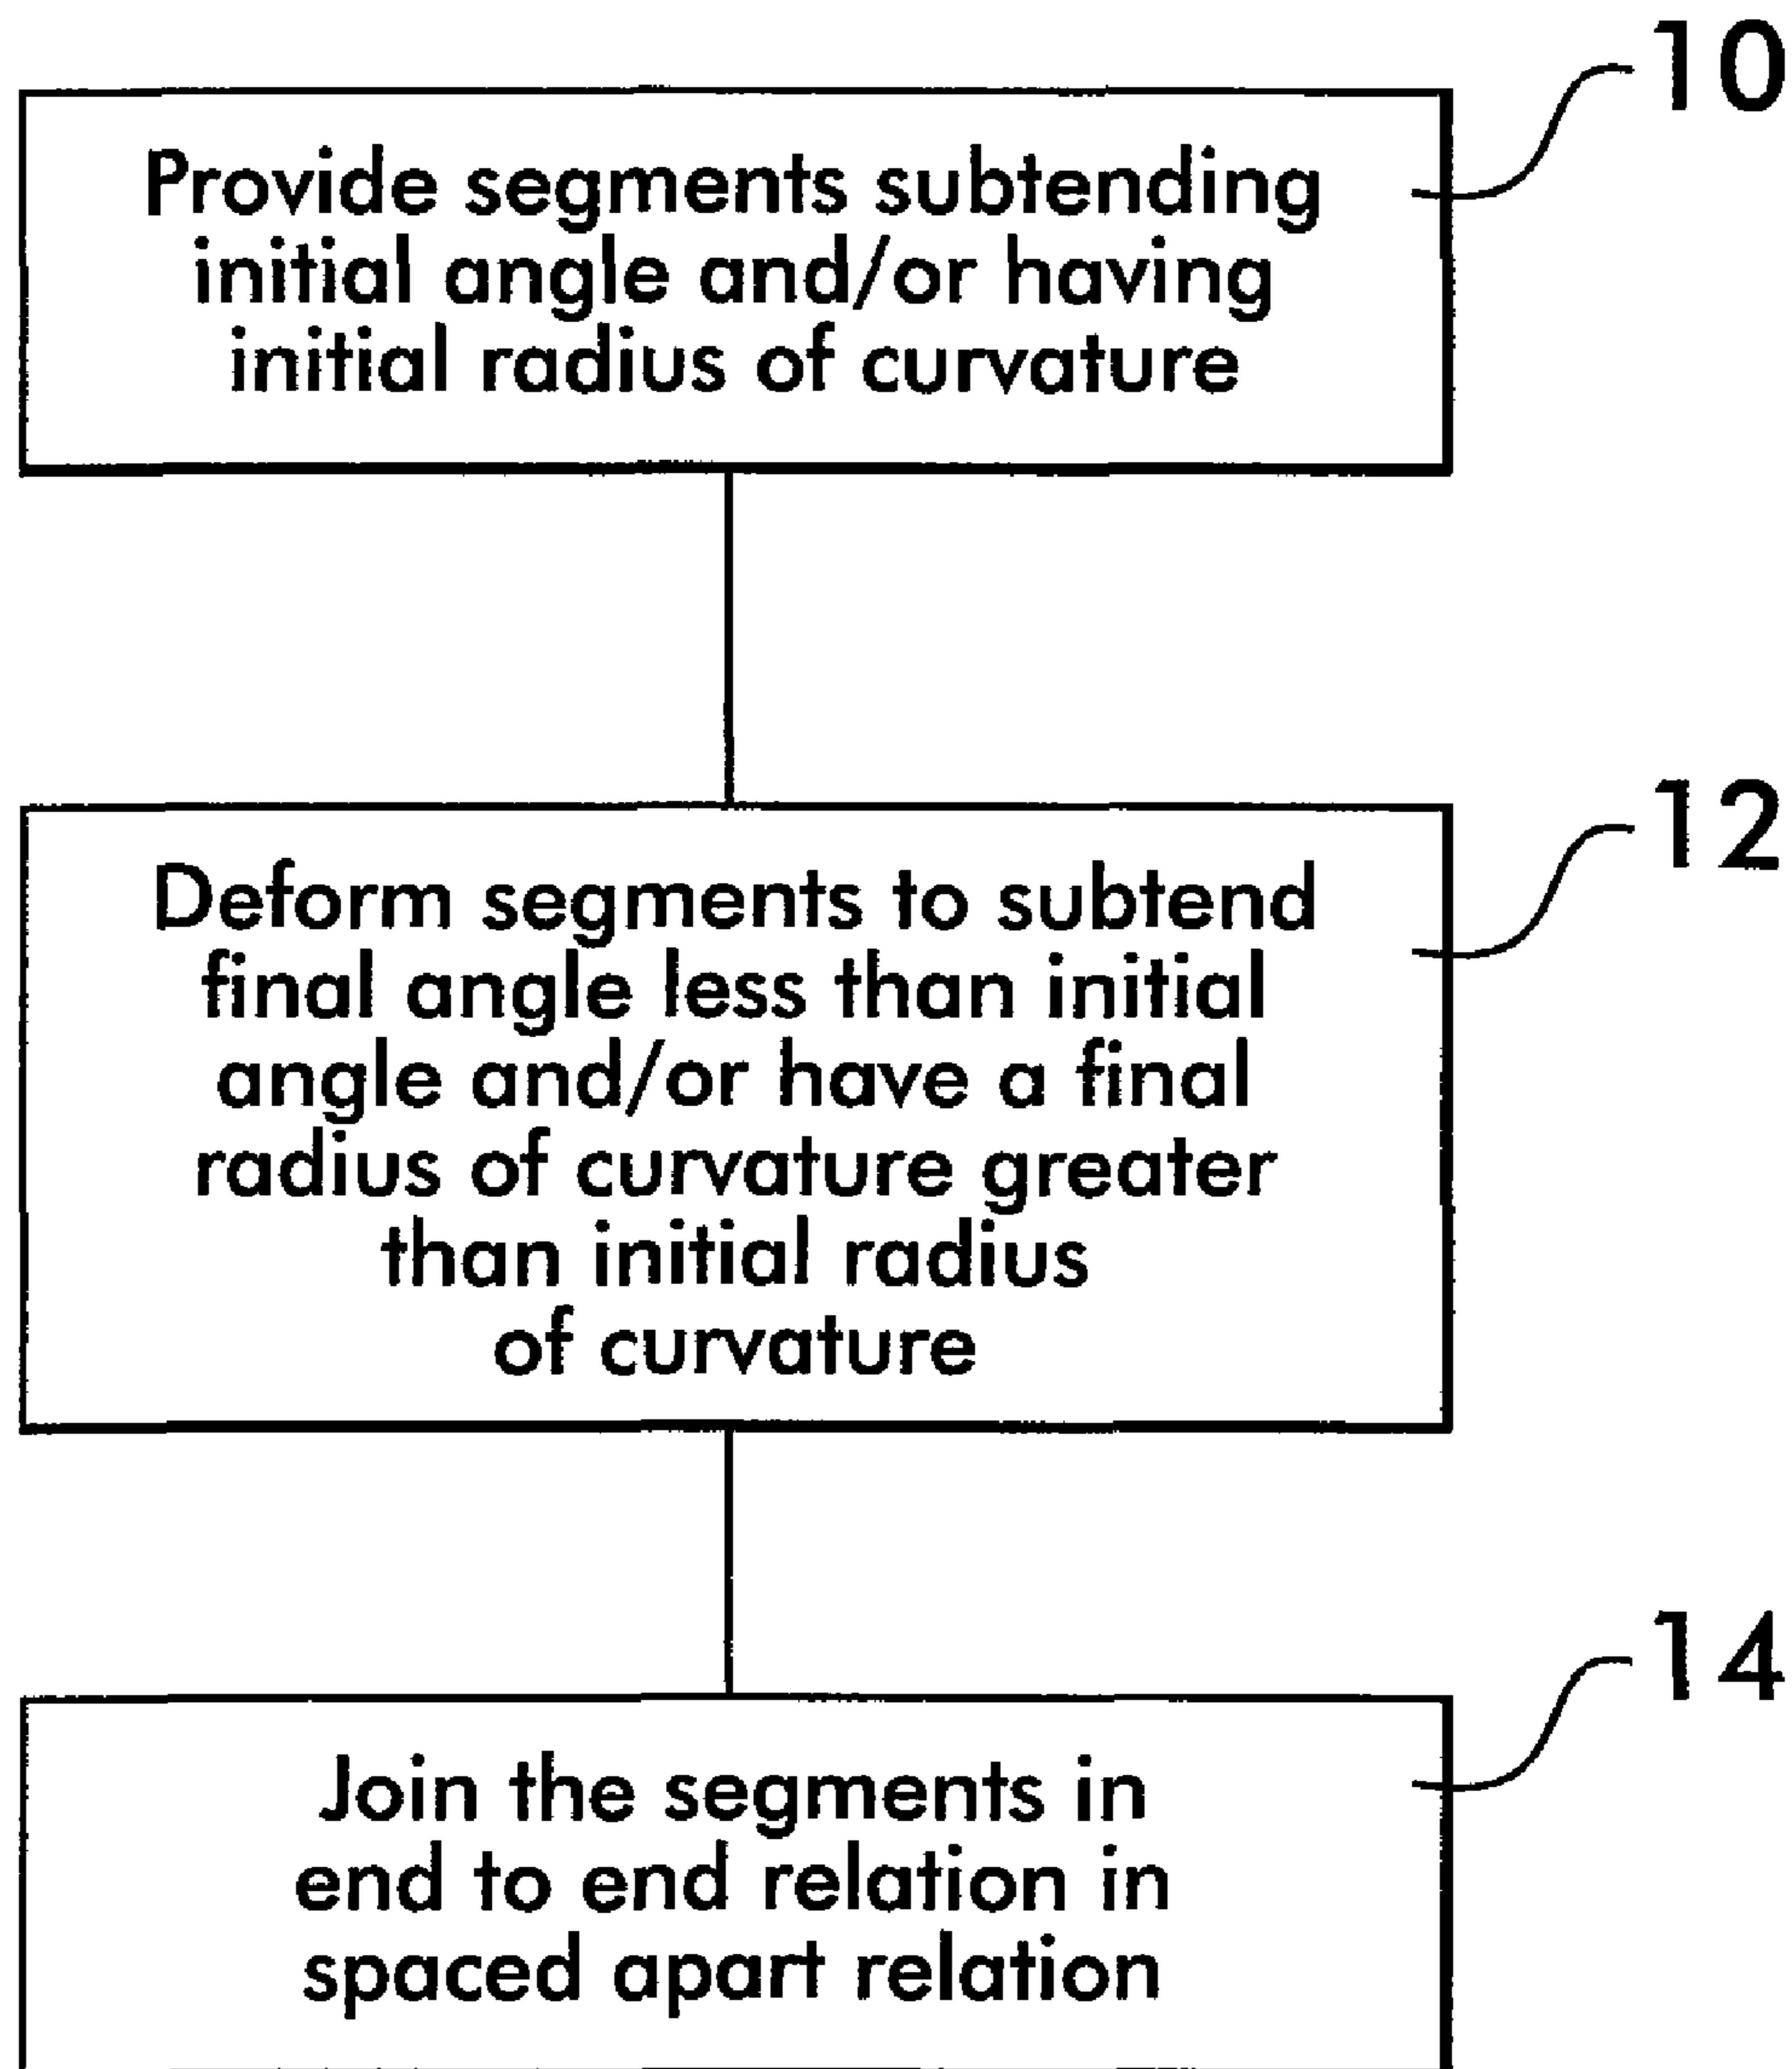 10
Provide segments subtending
initial angle and/or having
initial radius of curvature
12
Deform segments to subtend
final angle less than initial
angle and/or have a final
radius of curvature greater
than initial radius
of curvature
14
Join the segments in
end to end relation in
spaced apart relation